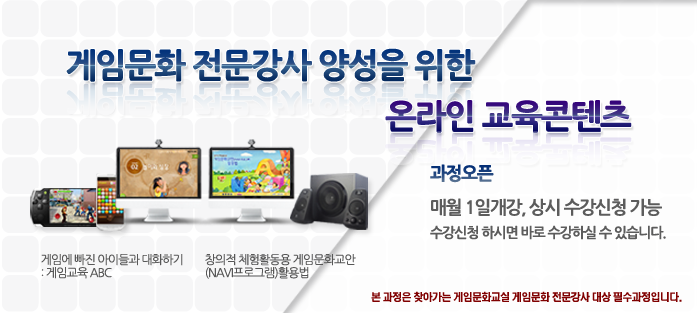 게임문화 전문강사 양성을 위한
온라인 교육콘텐츠
과정오픈
매월 1일개강, 상시 수강신청 가능
수강신청 하시면 바로 수강하실 수 있습니다.
게임에 빠진 아이들과 대화하기
: 게임교육 ABC
창의적 체험활동용 게임문화교안
(NAVI프로그램)활용법
본 과정은 찾아가는 게임문화교실 게임문화 전문강사 대상 필수과정입니다.